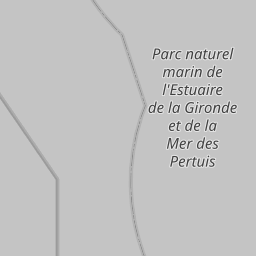 Parc naturel
marin de
l'Estuaire
de la Gironde
et de la
Mer des
Pertuis